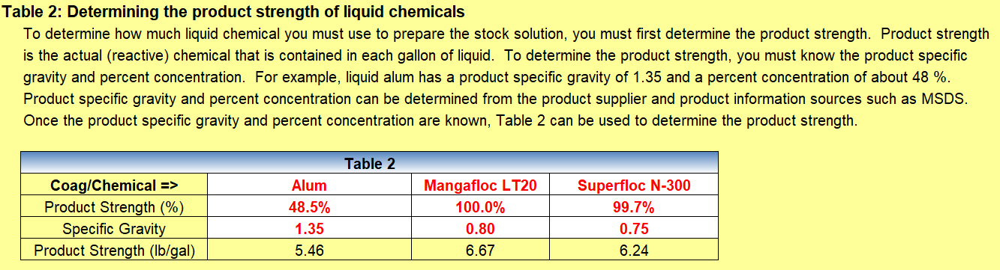 Table 2: Determining the product strength of liquid chemicals
To determine how much liquid chemical you must use to prepare the stock solution, you must first determine the product strength.  Product strength
is the actual (reactive) chemical that is contained in each gallon of liquid.  To determine the product strength, you must know the product specific
gravity and percent concentration.  For example, liquid alum has a product specific gravity of 1.35 and a percent concentration of about 48 %.
Product specific gravity and percent concentration can be determined from the product supplier and product information sources such as MSDS.
Once the product specific gravity and percent concentration are known, Table 2 can be used to determine the product strength.
Table 2
Coag/Chemical => Alum Mangafloc LT20 Superfloc N-300
Product Strength (%) 48.5% 100.0% 99.7%
Specific Gravity 1.35 0.80 0.75
Product Strength (lb/gal) 5.46 6.67 6.24